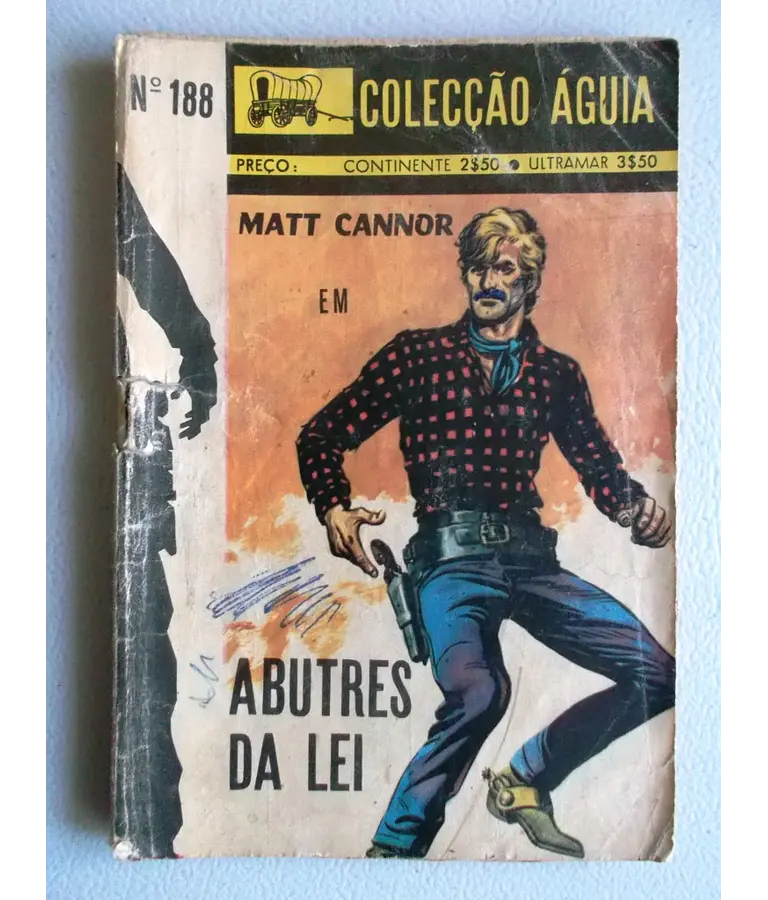 Nº 188
COLECÇÃO ÁGUIA
PREÇO: CONTINENTE 2$50 • ULTRAMAR 3$50
MATT CANNOR
EM
ABUTRES
DA LEI